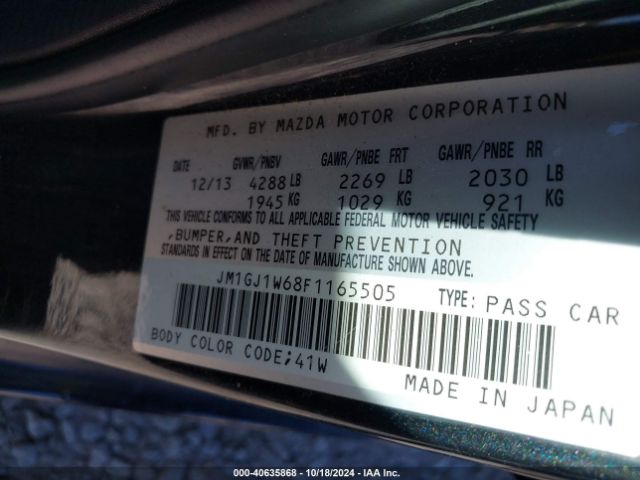 MFD. BY MAZDA MOTOR CORPORATION
DATE GVWR/PNBV GAWR/PNBE FRT GAWR/PNBE RR
12/13 4288 LB 2269 LB 2030 LB
1945 KG 1029 KG 921 KG
THIS VEHICLE CONFORMS TO ALL APPLICABLE FEDERAL MOTOR VEHICLE SAFETY
,BUMPER,AND THEFT PREVENTION
STANDARDS IN EFFECT ON THE DATE OF MANUFACTURE SHOWN ABOVE.
JM1GJ1W68F1165505 TYPE: PASS CAR
BODY COLOR CODE;41W
MADE IN JAPAN
000-40635868 | 10/18/2024 - IAA Inc.